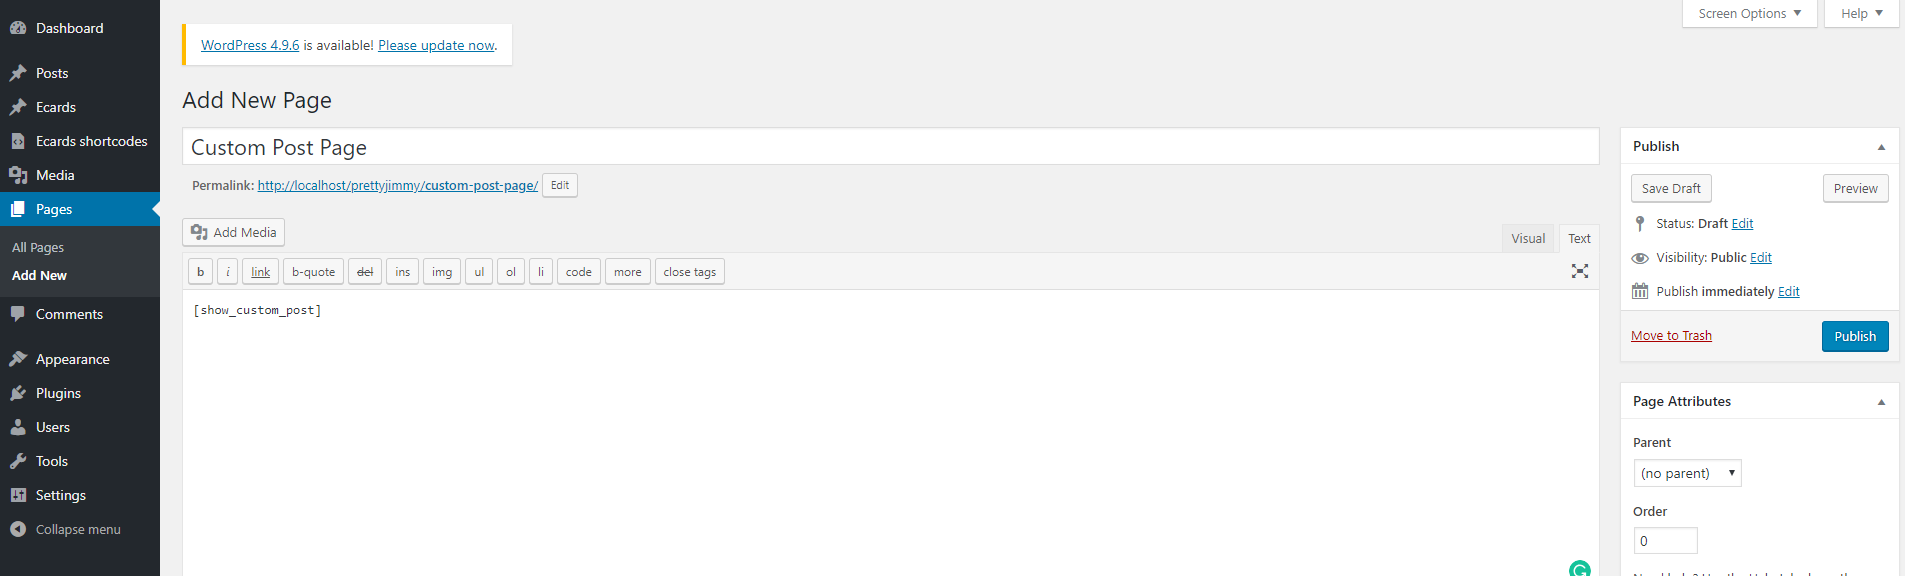 Dashboard
Posts
Ecards
Ecards shortcodes
Media
Pages
All Pages
Add New
Comments
Appearance
Plugins
Users
Tools
Settings
Collapse menu
Screen Options
Help
WordPress 4.9.6 is available! Please update now.
Add New Page
Custom Post Page
Permalink: http://localhost/prettyjimmy/custom-post-page/ Edit
Add Media
Visual Text
b i link b-quote del ins img ul ol li code more close tags
[show_custom_post]
Publish
Save Draft Preview
Status: Draft Edit
Visibility: Public Edit
Publish immediately Edit
Move to Trash Publish
Page Attributes
Parent
(no parent)
Order
0